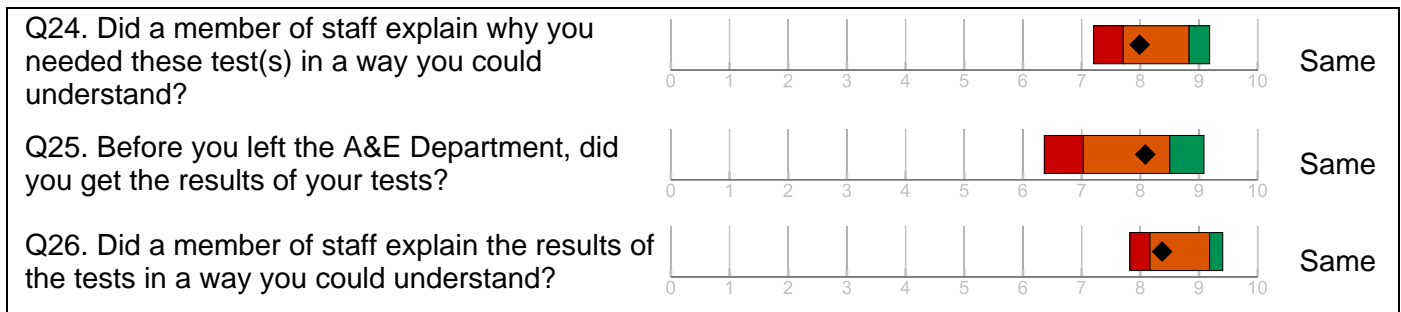 Q24. Did a member of staff explain why you
needed these test(s) in a way you could
understand?
0 1 2 3 4 5 6 7 8 9 10
Same
Q25. Before you left the A&E Department, did
you get the results of your tests?
0 1 2 3 4 5 6 7 8 9 10
Same
Q26. Did a member of staff explain the results of
the tests in a way you could understand?
0 1 2 3 4 5 6 7 8 9 10
Same